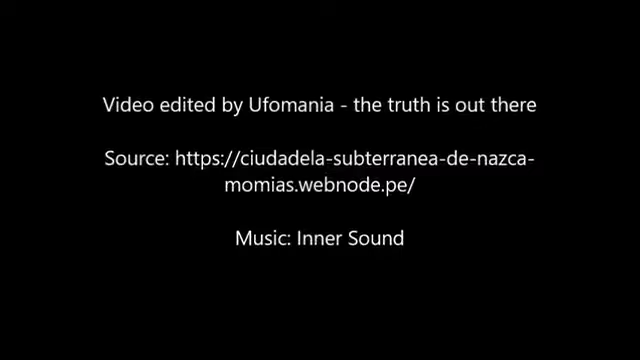 Video edited by Ufomania - the truth is out there
Source: https://ciudadela-subterranea-de-nazca-
momias.webnode.pe/
Music: Inner Sound